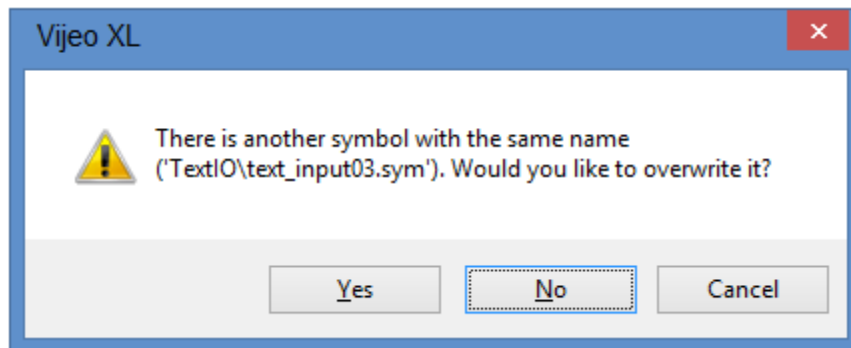 Vijeo XL
There is another symbol with the same name
('TextIO\text_input03.sym'). Would you like to overwrite it?
Yes
No
Cancel